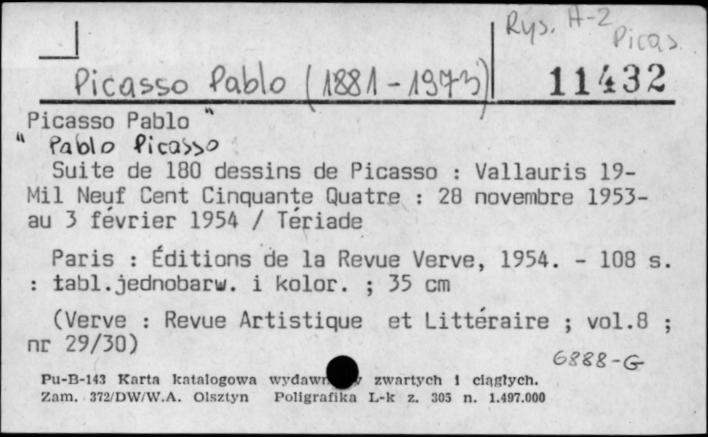 Rys. A-2
Picas.
Picasso Pablo (1881-1973)
11432
Picasso Pablo "
" Pablo Picasso
Suite de 180 dessins de Picasso : Vallauris 19-
Mil Neuf Cent Cinquante Quatre : 28 novembre 1953-
au 3 février 1954 / Tériade
Paris : Éditions de la Revue Verve, 1954. - 108 s.
: tabl.jednobarw. i kolor. ; 35 cm
(Verve : Revue Artistique et Littéraire ; vol.8 ;
nr 29/30)
6888-G
Pu-B-143 Karta katalogowa zwartych i ciągłych.
Zam. 372/DW/W.A. Olsztyn Poligrafika L-k z. 305 n. 1.497.000